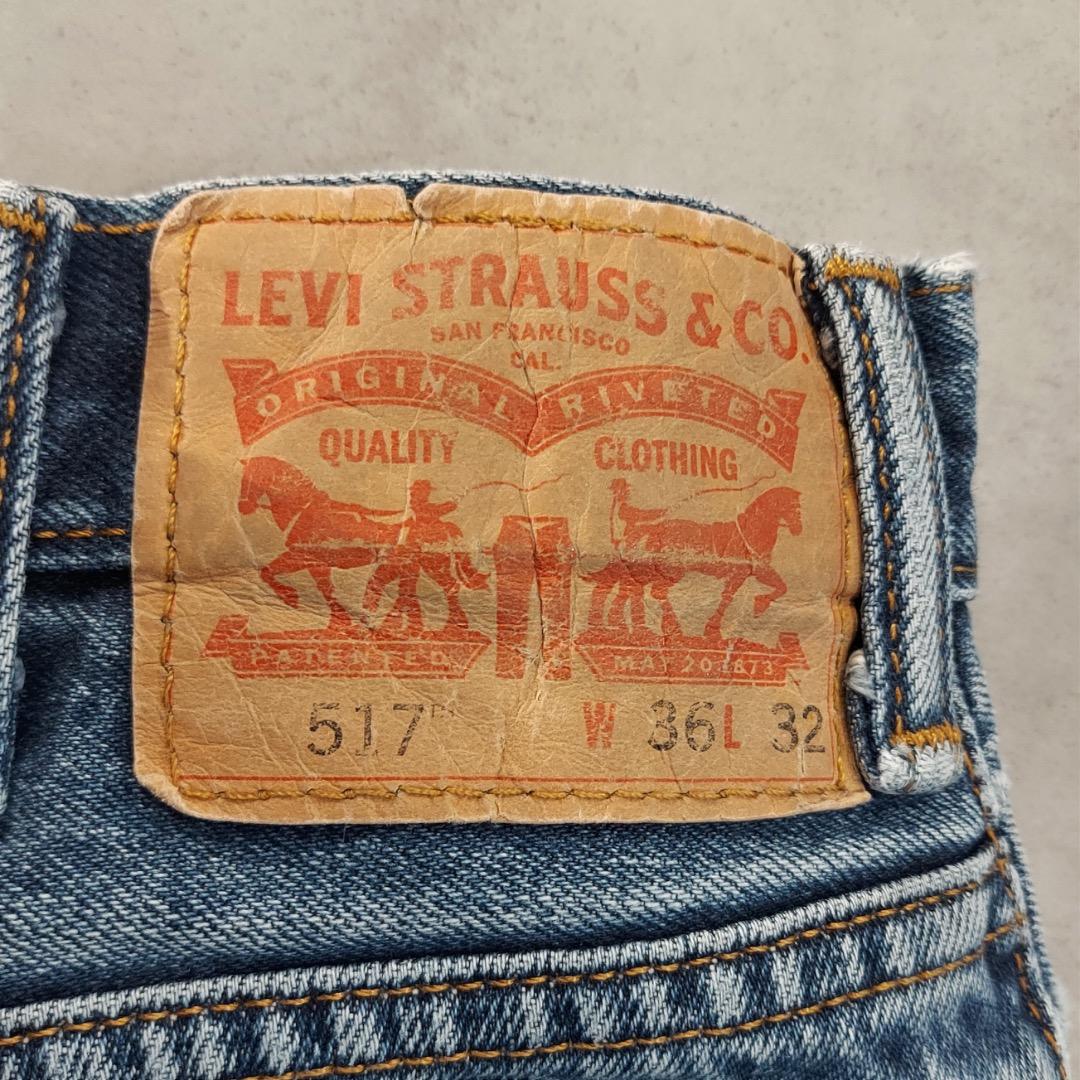 LEVI STRAUSS & CO.
SAN FRANCISCO
CAL.
ORIGINAL RIVETED
QUALITY CLOTHING
PATENTED MAY 20 1873
517 W 36 L 32